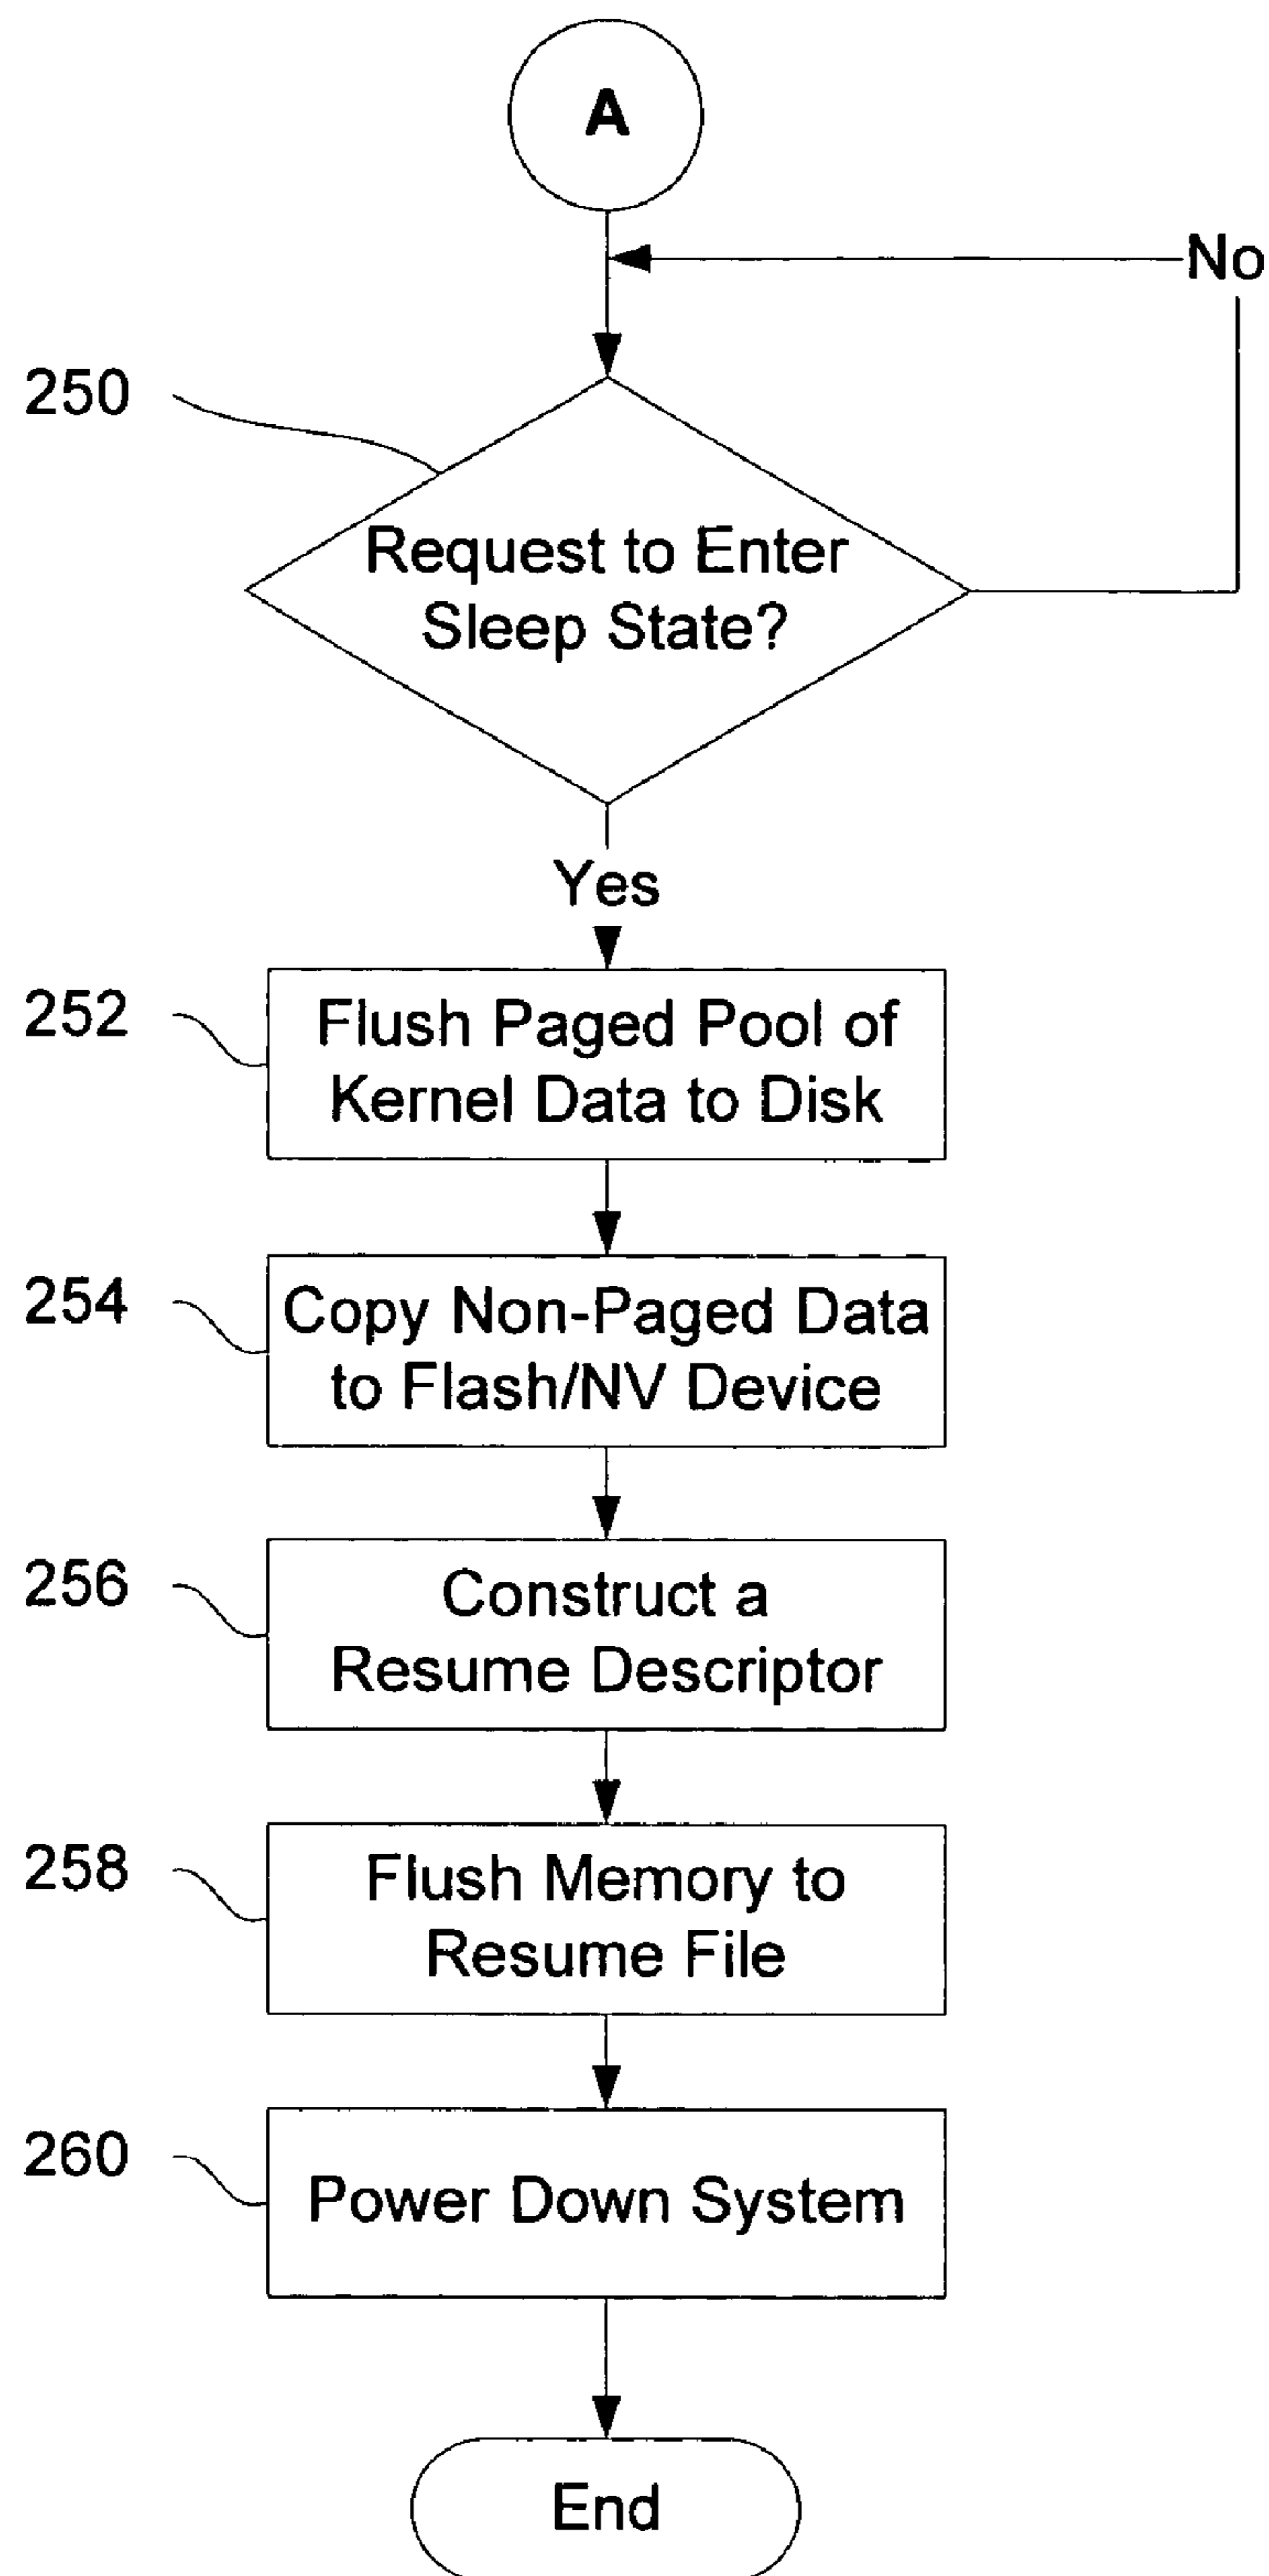 A
No
250
Request to Enter
Sleep State?
Yes
252
Flush Paged Pool of
Kernel Data to Disk
254
Copy Non-Paged Data
to Flash/NV Device
256
Construct a
Resume Descriptor
258
Flush Memory to
Resume File
260
Power Down System
End